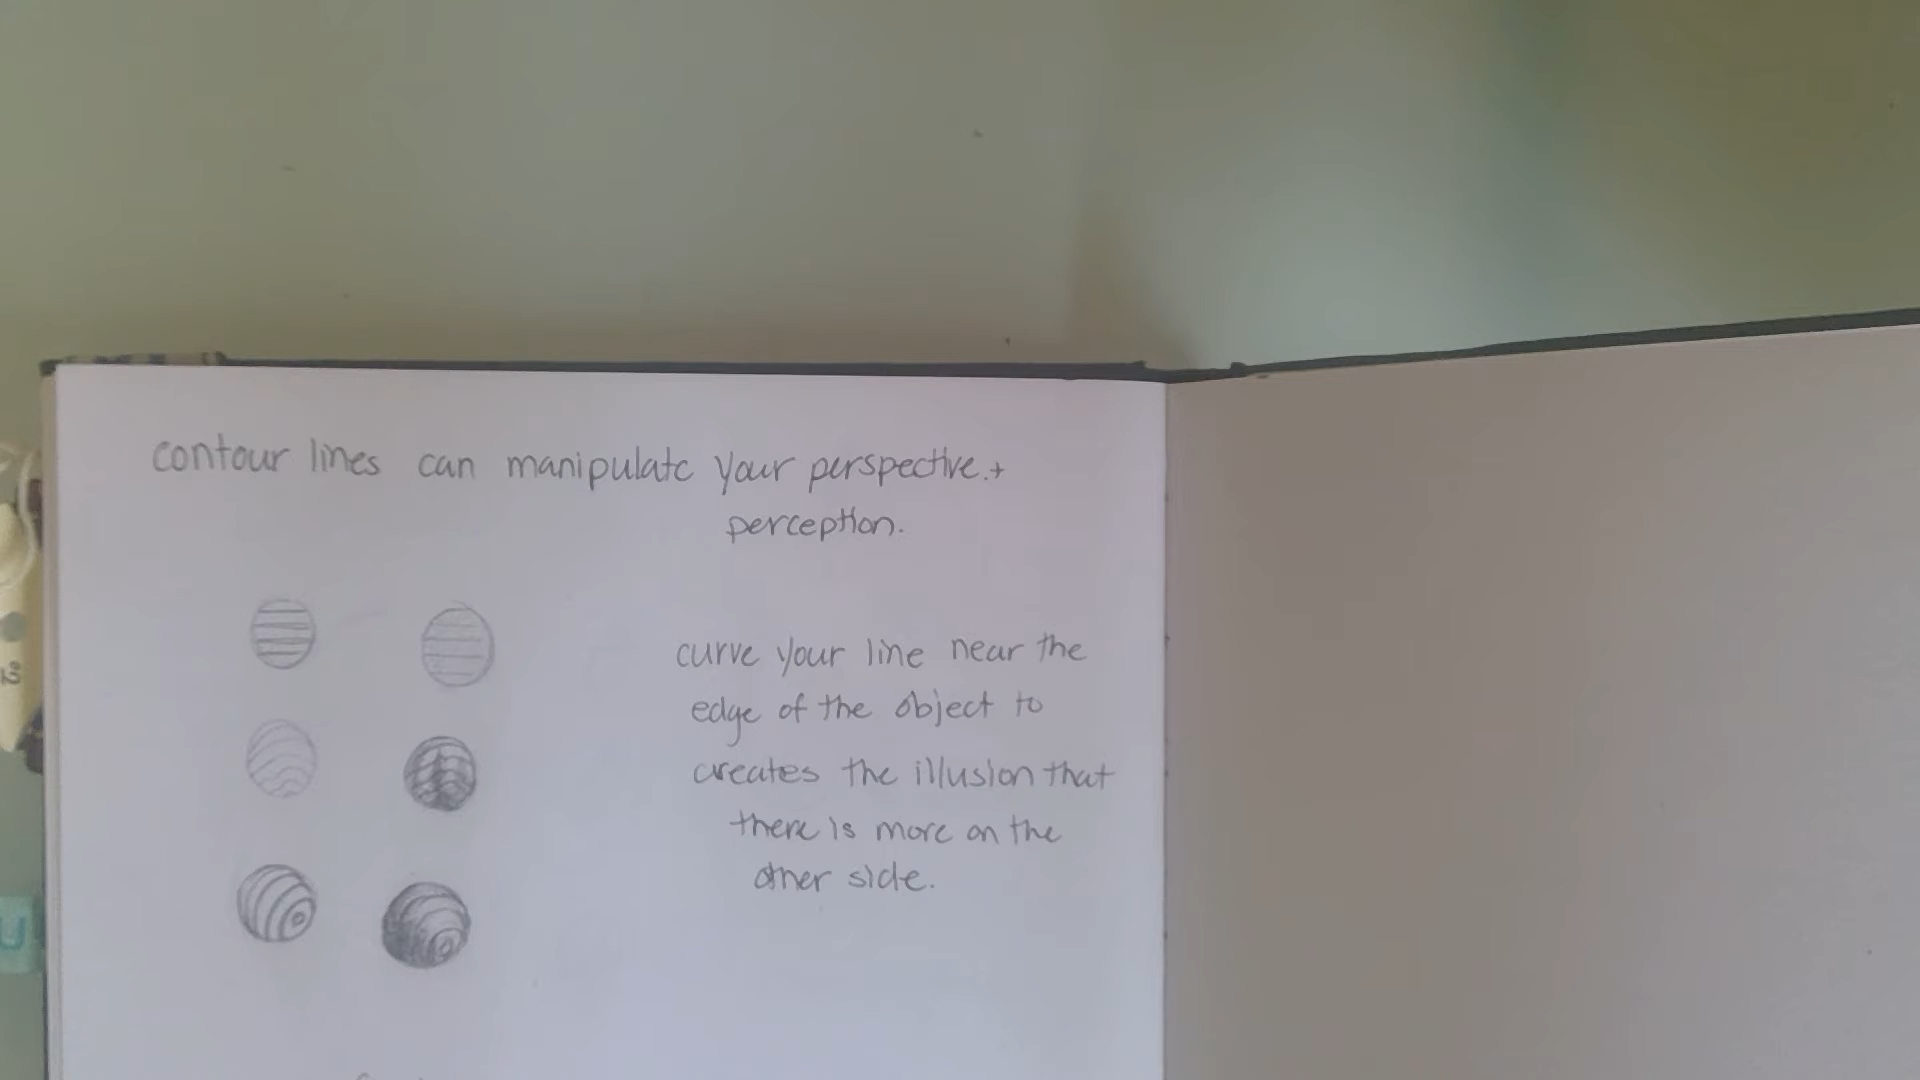 contour lines can manipulate your perspective.+
perception.
curve your line near the
edge of the object to
creates the illusion that
there is more on the
other side.